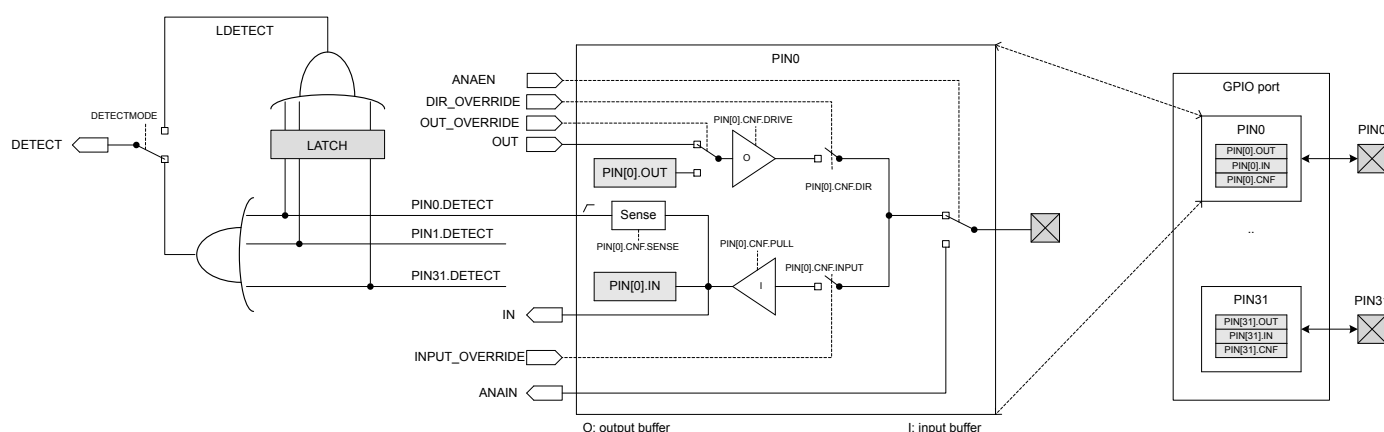 LDETECT
PIN0
ANAEN
GPIO port
DIR_OVERRIDE
DETECTMODE
OUT_OVERRIDE
PIN[0].CNF.DRIVE
PIN0
PIN0
DETECT
LATCH
OUT
O
PIN[0].OUT
PIN[0].IN
PIN[0].CNF
PIN[0].OUT
PIN[0].CNF.DIR
PIN0.DETECT
Sense
PIN1.DETECT
PIN[0].CNF.SENSE
PIN[0].CNF.PULL
..
PIN[0].CNF.INPUT
PIN31.DETECT
PIN[0].IN
I
PIN31
PIN31
IN
PIN[31].OUT
PIN[31].IN
PIN[31].CNF
INPUT_OVERRIDE
ANAIN
O: output buffer
I: input buffer